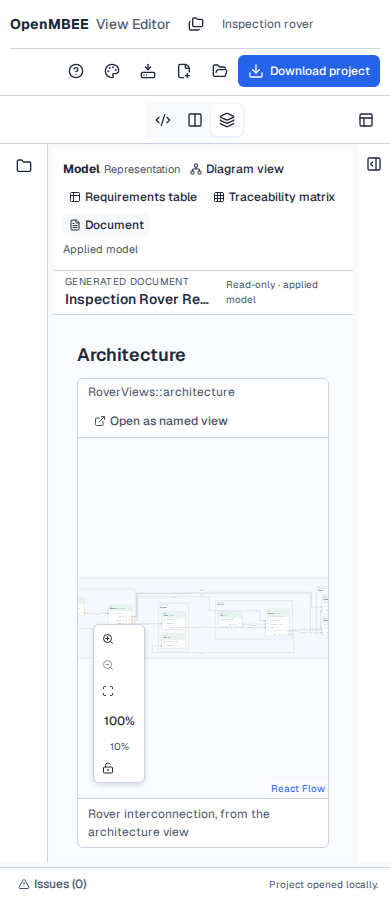 OpenMBEE View Editor Inspection rover
Download project
Model Representation Diagram view
Requirements table Traceability matrix
Document
Applied model
GENERATED DOCUMENT
Inspection Rover Re...
Read-only · applied
model
Architecture
RoverViews::architecture
Open as named view
100%
10%
React Flow
Rover interconnection, from the
architecture view
Issues (0)
Project opened locally.